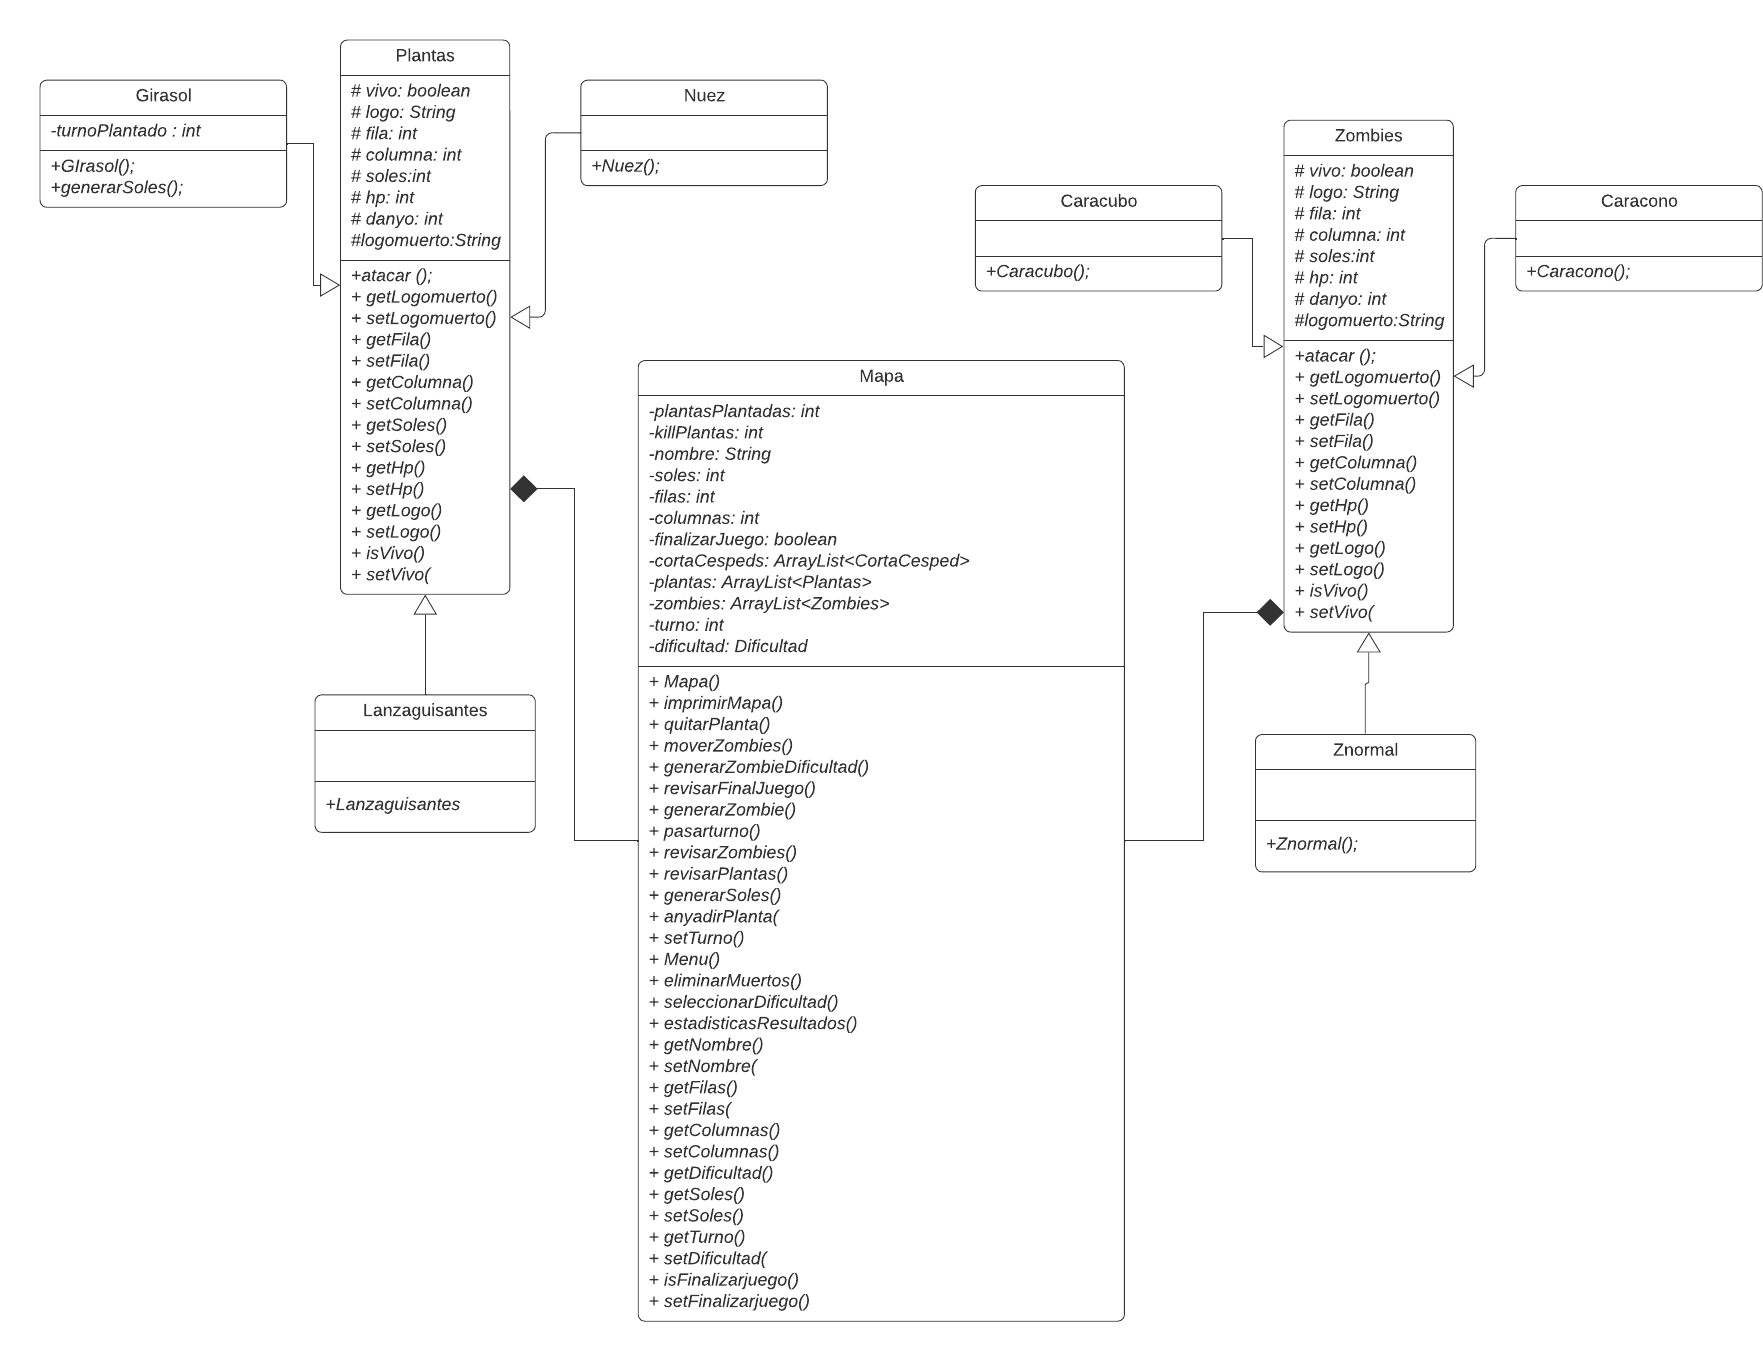 Plantas
# vivo: boolean
# logo: String
# fila: int
# columna: int
# soles:int
# hp: int
# danyo: int
#logomuerto:String
+atacar ();
+ getLogomuerto()
+ setLogomuerto()
+ getFila()
+ setFila()
+ getColumna()
+ setColumna()
+ getSoles()
+ setSoles()
+ getHp()
+ setHp()
+ getLogo()
+ setLogo()
+ isVivo()
+ setVivo(
Girasol
-turnoPlantado : int
+GIrasol();
+generarSoles();
Nuez
+Nuez();
Zombies
# vivo: boolean
# logo: String
# fila: int
# columna: int
# soles:int
# hp: int
# danyo: int
#logomuerto:String
+atacar ();
+ getLogomuerto()
+ setLogomuerto()
+ getFila()
+ setFila()
+ getColumna()
+ setColumna()
+ getHp()
+ setHp()
+ getLogo()
+ setLogo()
+ isVivo()
+ setVivo(
Caracubo
+Caracubo();
Caracono
+Caracono();
Mapa
-plantasPlantadas: int
-killPlantas: int
-nombre: String
-soles: int
-filas: int
-columnas: int
-finalizarJuego: boolean
-cortaCespeds: ArrayList<CortaCesped>
-plantas: ArrayList<Plantas>
-zombies: ArrayList<Zombies>
-turno: int
-dificultad: Dificultad
+ Mapa()
+ imprimirMapa()
+ quitarPlanta()
+ moverZombies()
+ generarZombieDificultad()
+ revisarFinalJuego()
+ generarZombie()
+ pasarturno()
+ revisarZombies()
+ revisarPlantas()
+ generarSoles()
+ anyadirPlanta(
+ setTurno()
+ Menu()
+ eliminarMuertos()
+ seleccionarDificultad()
+ estadisticasResultados()
+ getNombre()
+ setNombre(
+ getFilas()
+ setFilas(
+ getColumnas()
+ setColumnas()
+ getDificultad()
+ getSoles()
+ setSoles()
+ getTurno()
+ setDificultad(
+ isFinalizarjuego()
+ setFinalizarjuego()
Lanzaguisantes
+Lanzaguisantes
Znormal
+Znormal();